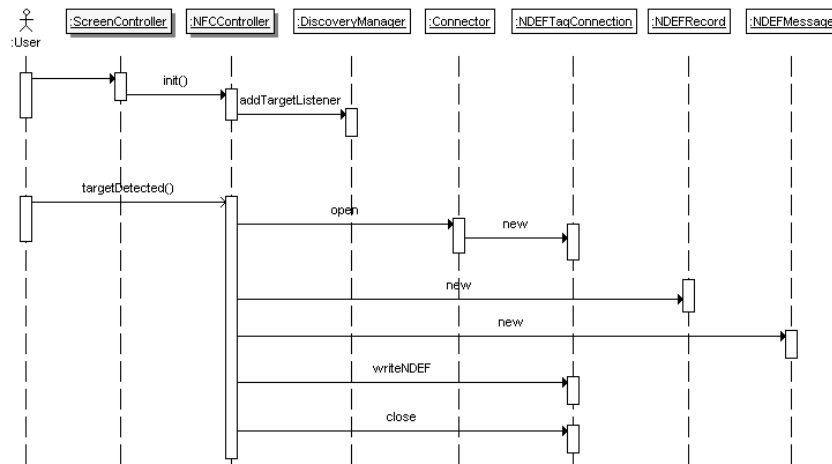 :User
:ScreenController
:NFCController
:DiscoveryManager
:Connector
:NDEFTagConnection
:NDEFRecord
:NDEFMessage
init()
addTargetListener
targetDetected()
open
new
new
new
writeNDEF
close